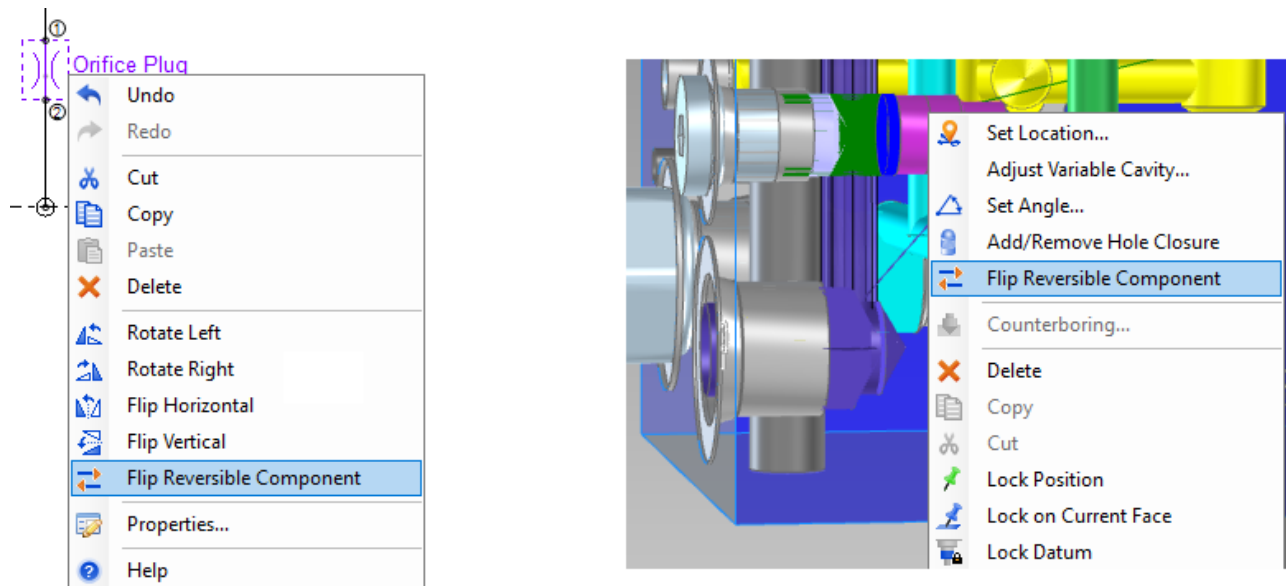 ①
Orifice Plug
②
Undo
Redo
Cut
Copy
Paste
Delete
Rotate Left
Rotate Right
Flip Horizontal
Flip Vertical
Flip Reversible Component
Properties...
Help
Set Location...
Adjust Variable Cavity...
Set Angle...
Add/Remove Hole Closure
Flip Reversible Component
Counterboring...
Delete
Copy
Cut
Lock Position
Lock on Current Face
Lock Datum